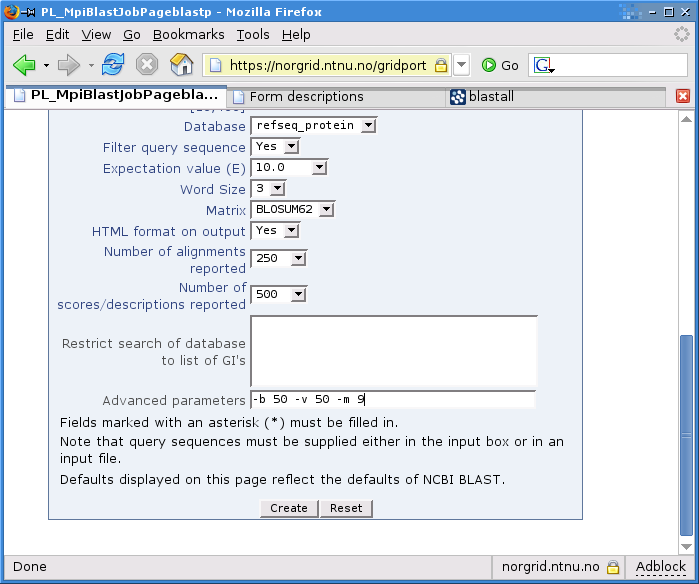 PL_MpiBlastJobPageblastp - Mozilla Firefox
File Edit View Go Bookmarks Tools Help
https://norgrid.ntnu.no/gridport Go G
PL_MpiBlastJobPagebla... Form descriptions blastall
Database refseq_protein
Filter query sequence Yes
Expectation value (E) 10.0
Word Size 3
Matrix BLOSUM62
HTML format on output Yes
Number of alignments
reported 250
Number of
scores/descriptions reported 500
Restrict search of database
to list of GI's
Advanced parameters -b 50 -v 50 -m 9
Fields marked with an asterisk (*) must be filled in.
Note that query sequences must be supplied either in the input box or in an
input file.
Defaults displayed on this page reflect the defaults of NCBI BLAST.
Create Reset
Done norgrid.ntnu.no Adblock